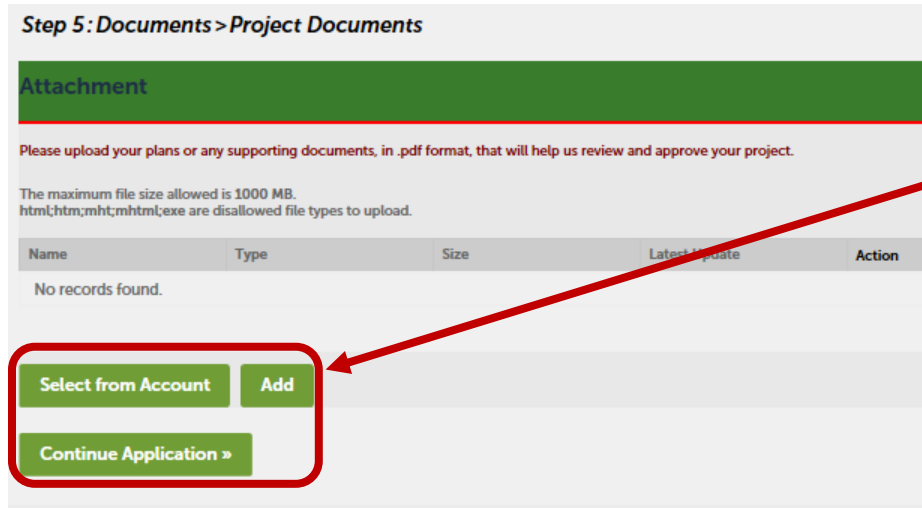 Step 5: Documents > Project Documents
Attachment
Please upload your plans or any supporting documents, in .pdf format, that will help us review and approve your project.
The maximum file size allowed is 1000 MB.
html;htm;mht;mhtml;exe are disallowed file types to upload.
Name Type Size Latest Update Action
No records found.
Select from Account Add
Continue Application »